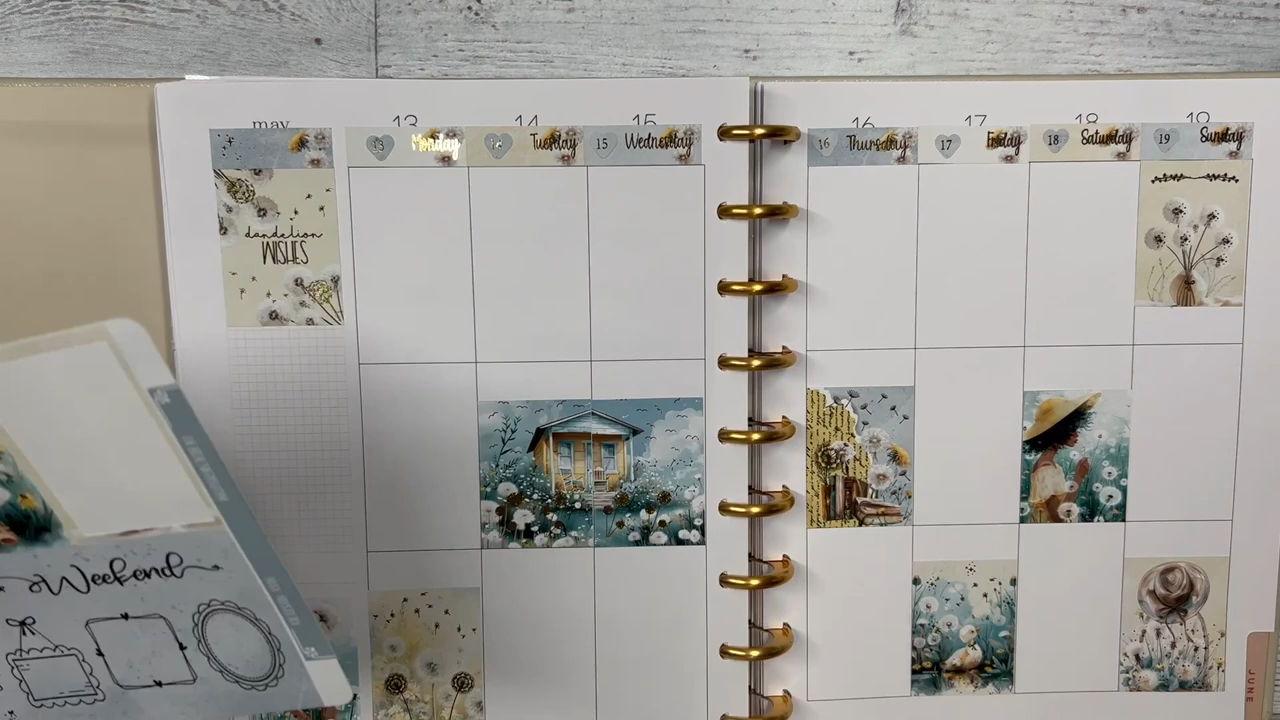 may
13 14 15 16 17 18 19
13 Monday 14 Tuesday 15 Wednesday 16 Thursday 17 Friday 18 Saturday 19 Sunday
dandelion
WISHES
Weekend
JUNE